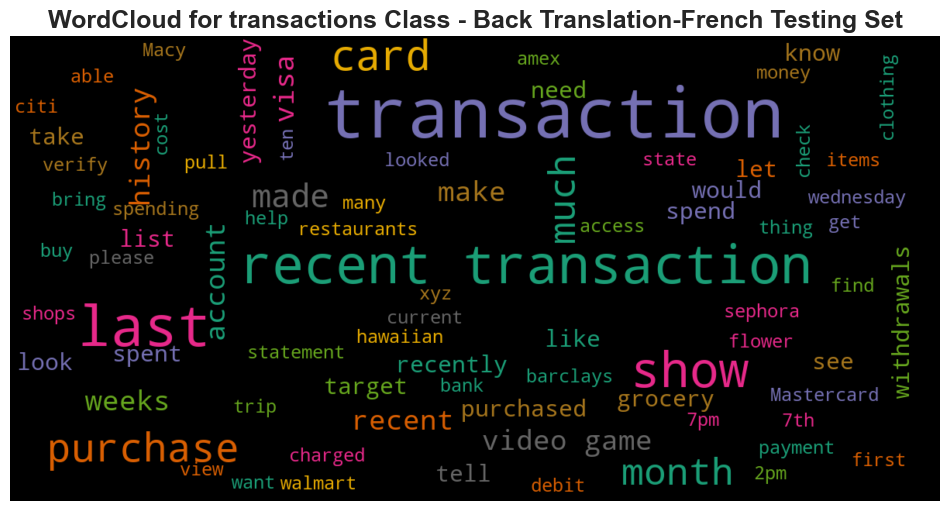 WordCloud for transactions Class - Back Translation-French Testing Set
Macy
card
amex
know
able
yesterday
visa
need
money
clothing
citi
history
cost
ten
transaction
take
verify
pull
looked
much
state
let
check
items
bring
spending
made
many
make
would
spend
wednesday
help
restaurants
access
thing
get
buy
list
please
account
recent transaction
find
withdrawals
xyz
shops
last
current
hawaiian
sephora
flower
look
spent
statement
recently
like
show
see
bank
barclays
weeks
trip
target
purchased
grocery
Mastercard
recent
7pm
7th
purchase
video game
payment
first
view
charged
tell
month
2pm
want
walmart
debit